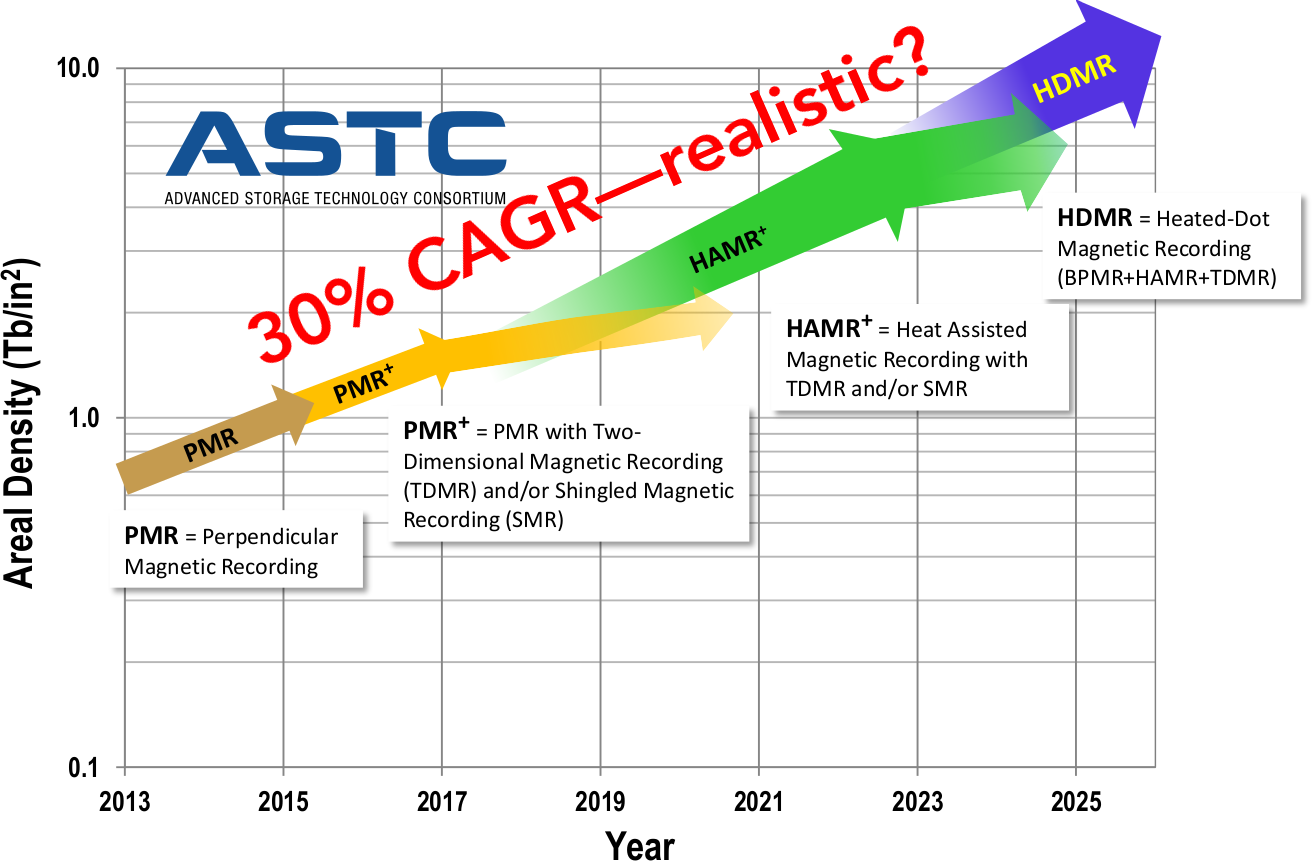 10.0
1.0
0.1
Areal Density (Tb/in²)
2013
2015
2017
2019
2021
2023
2025
Year
ASTC
ADVANCED STORAGE TECHNOLOGY CONSORTIUM
30% CAGR—realistic?
PMR
PMR⁺
HAMR⁺
HDMR
PMR = Perpendicular
Magnetic Recording
PMR⁺ = PMR with Two-
Dimensional Magnetic Recording
(TDMR) and/or Shingled Magnetic
Recording (SMR)
HAMR⁺ = Heat Assisted
Magnetic Recording with
TDMR and/or SMR
HDMR = Heated-Dot
Magnetic Recording
(BPMR+HAMR+TDMR)